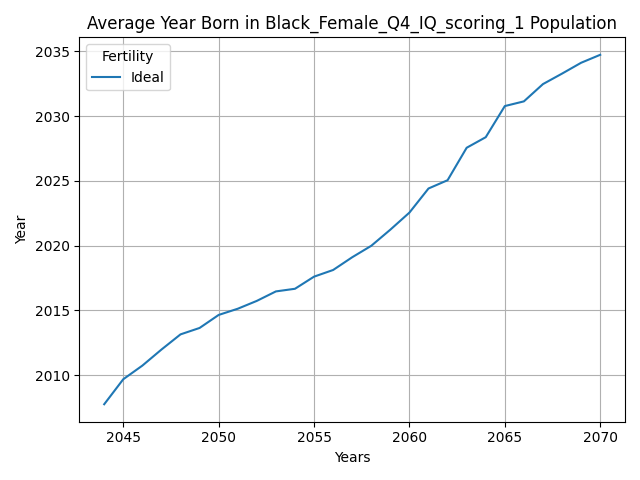 Average Year Born in Black_Female_Q4_IQ_scoring_1 Population
Fertility
Ideal
Year
2035
2030
2025
2020
2015
2010
2045 2050 2055 2060 2065 2070
Years